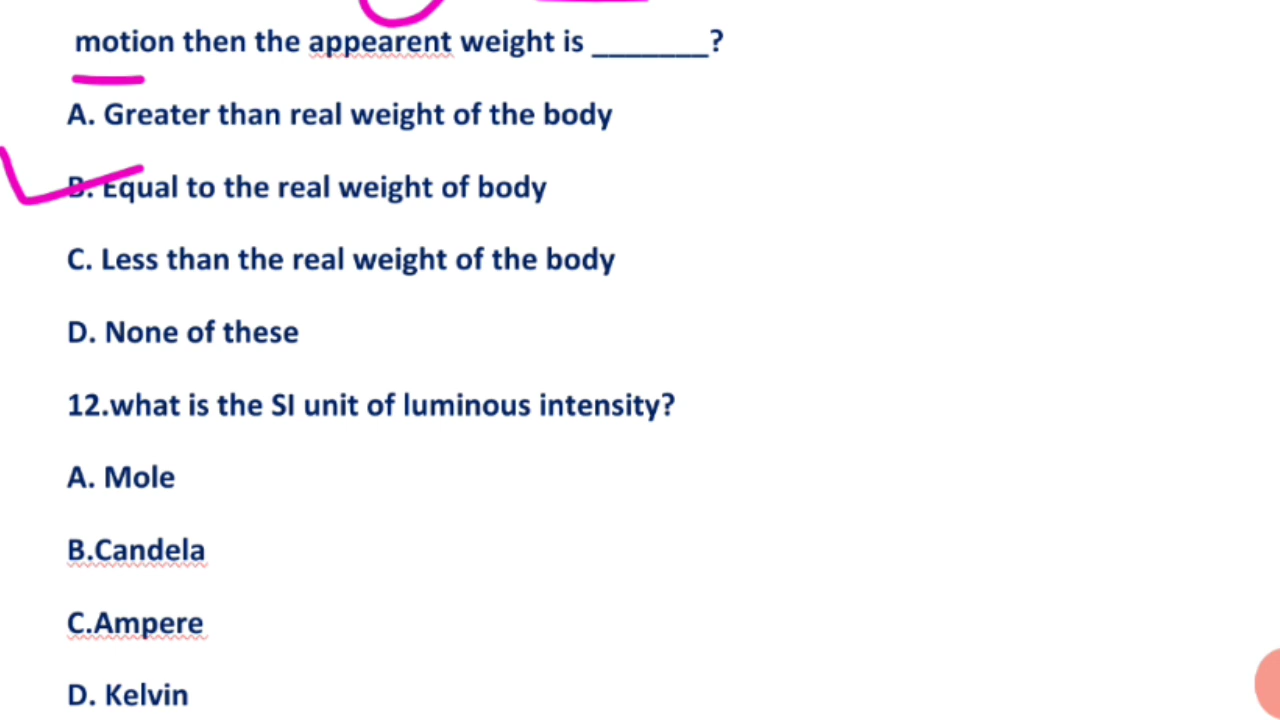 motion then the appearent weight is _______?
A. Greater than real weight of the body
B. Equal to the real weight of body
C. Less than the real weight of the body
D. None of these
12.what is the SI unit of luminous intensity?
A. Mole
B.Candela
C.Ampere
D. Kelvin